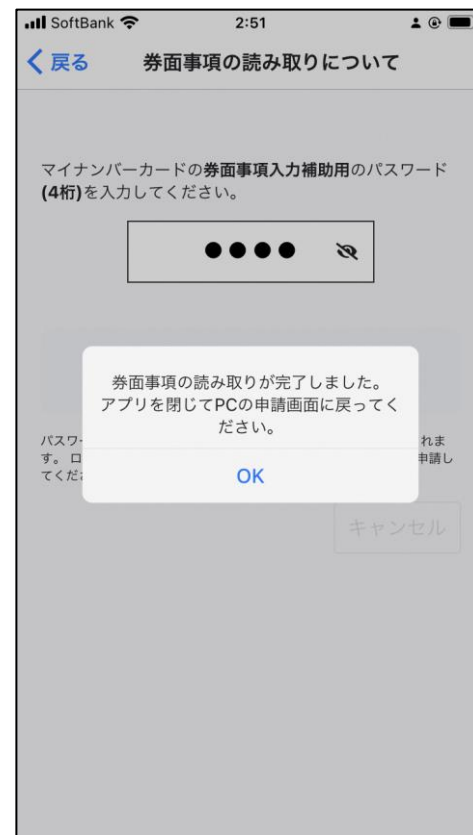 SoftBank
2:51
戻る
券面事項の読み取りについて
マイナンバーカードの券面事項入力補助用のパスワード
(4桁)を入力してください。
券面事項の読み取りが完了しました。
アプリを閉じてPCの申請画面に戻ってく
ださい。
パスワ
れま
す。 ロ
申請し
てくだ
OK
キャンセル